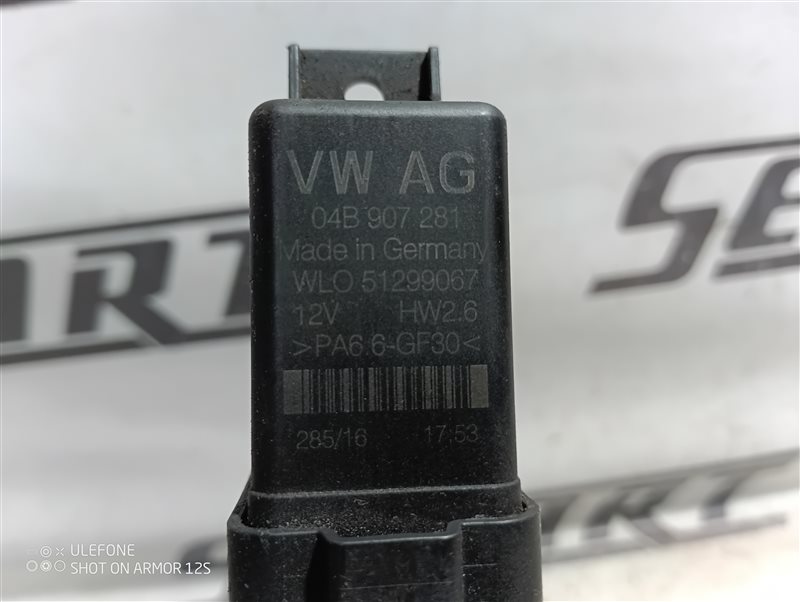 VW AG
04B 907 281
Made in Germany
WLO 51299067
12V HW2.6
>PA6.6-GF30<
285/16 17:53
ULEFONE
SHOT ON ARMOR 12S